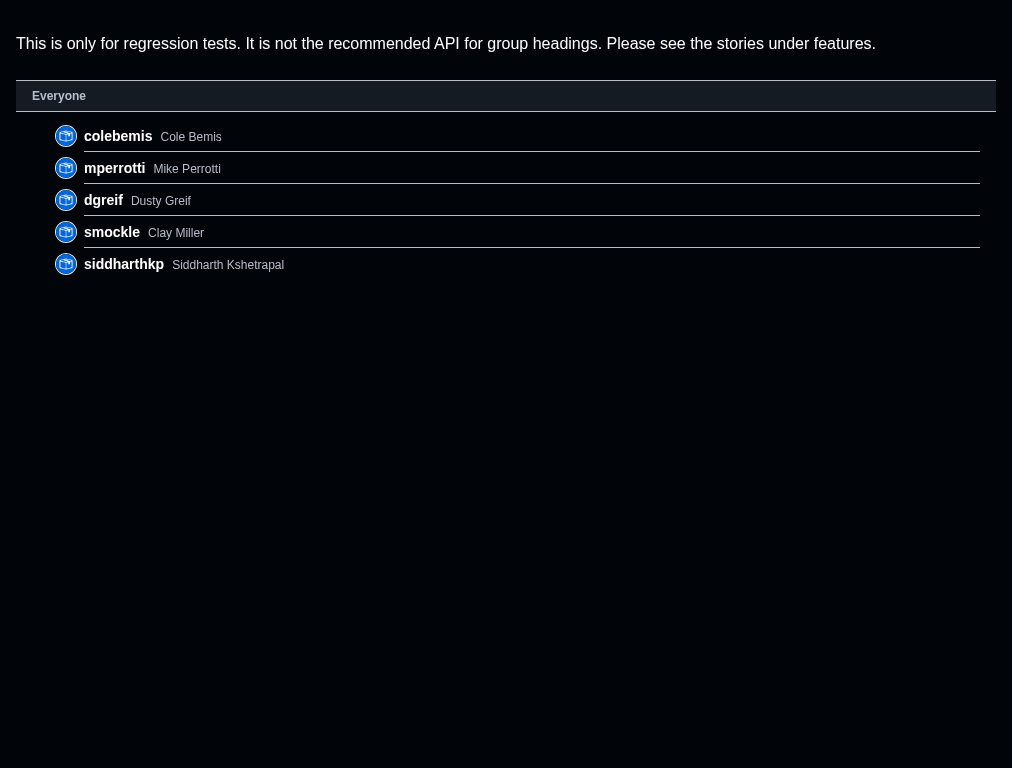 This is only for regression tests. It is not the recommended API for group headings. Please see the stories under features.
Everyone
colebemis Cole Bemis
mperrotti Mike Perrotti
dgreif Dusty Greif
smockle Clay Miller
siddharthkp Siddharth Kshetrapal